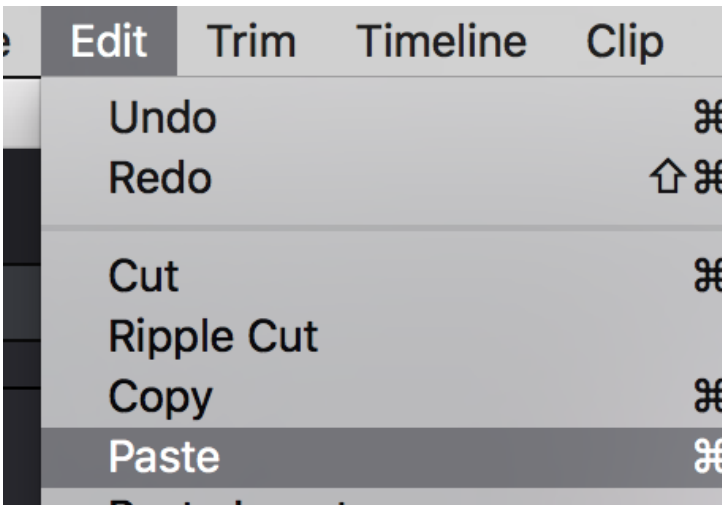 Edit Trim Timeline Clip
Undo ⌘
Redo ⇧⌘
Cut ⌘
Ripple Cut
Copy ⌘
Paste ⌘